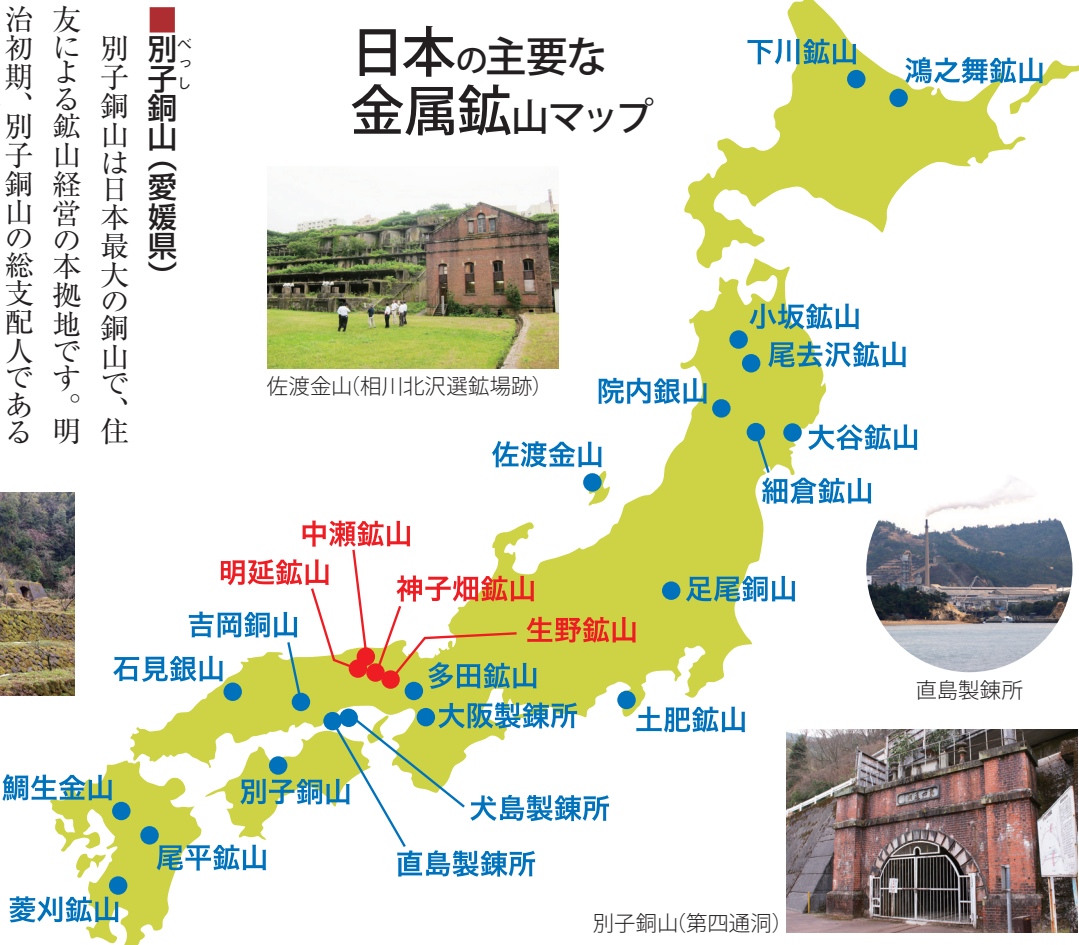 ■別子銅山（愛媛県）
べっし
別子銅山は日本最大の銅山で、住
友による鉱山経営の本拠地です。明
治初期、別子銅山の総支配人である
日本の主要な
金属鉱山マップ
佐渡金山(相川北沢選鉱場跡)
下川鉱山
鴻之舞鉱山
小坂鉱山
尾去沢鉱山
院内銀山
大谷鉱山
細倉鉱山
佐渡金山
足尾銅山
中瀬鉱山
明延鉱山
神子畑鉱山
生野鉱山
吉岡銅山
石見銀山
多田鉱山
大阪製錬所
土肥鉱山
別子銅山
犬島製錬所
直島製錬所
鯛生金山
尾平鉱山
菱刈鉱山
直島製錬所
別子銅山(第四通洞)